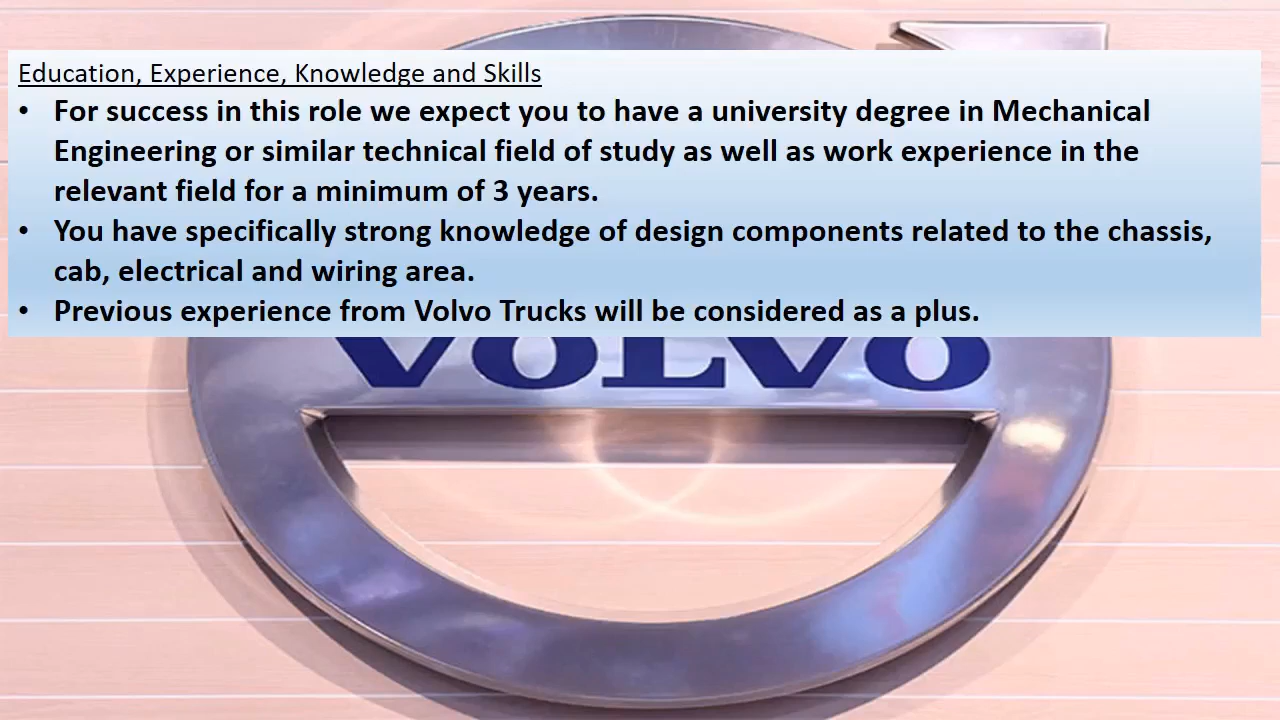 Education, Experience, Knowledge and Skills
• For success in this role we expect you to have a university degree in Mechanical
Engineering or similar technical field of study as well as work experience in the
relevant field for a minimum of 3 years.
• You have specifically strong knowledge of design components related to the chassis,
cab, electrical and wiring area.
• Previous experience from Volvo Trucks will be considered as a plus.
VOLVO